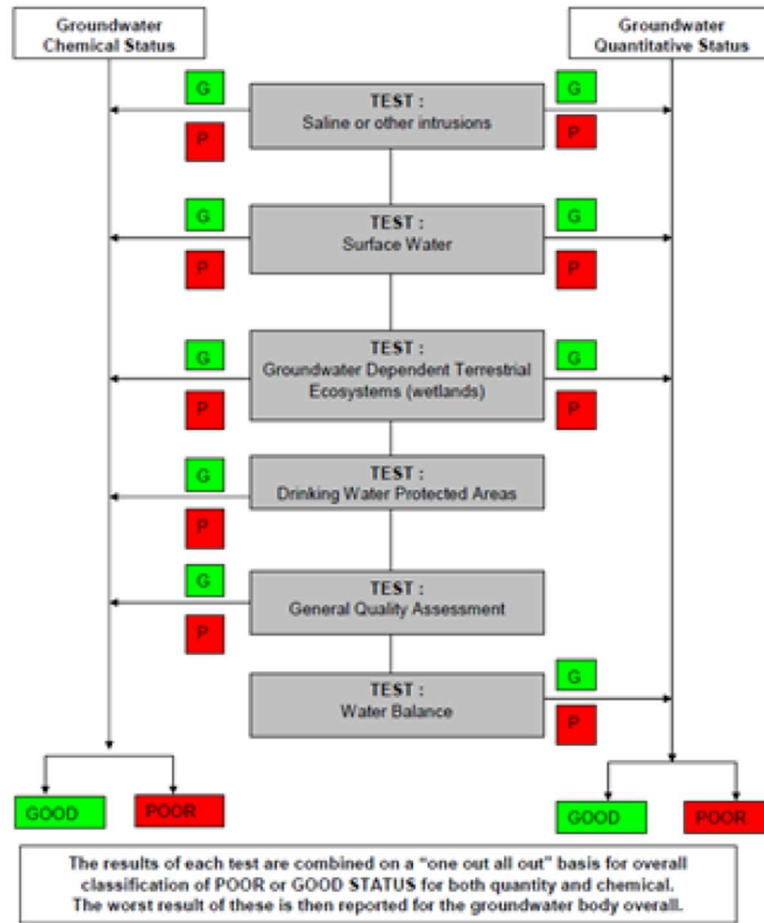 Groundwater
Chemical Status
Groundwater
Quantitative Status
G
P
TEST :
Saline or other intrusions
G
P
G
P
TEST :
Surface Water
G
P
G
P
TEST :
Groundwater Dependent Terrestrial
Ecosystems (wetlands)
G
P
G
P
TEST :
Drinking Water Protected Areas
G
P
TEST :
General Quality Assessment
TEST :
Water Balance
G
P
GOOD
POOR
GOOD
POOR
The results of each test are combined on a “one out all out” basis for overall
classification of POOR or GOOD STATUS for both quantity and chemical.
The worst result of these is then reported for the groundwater body overall.